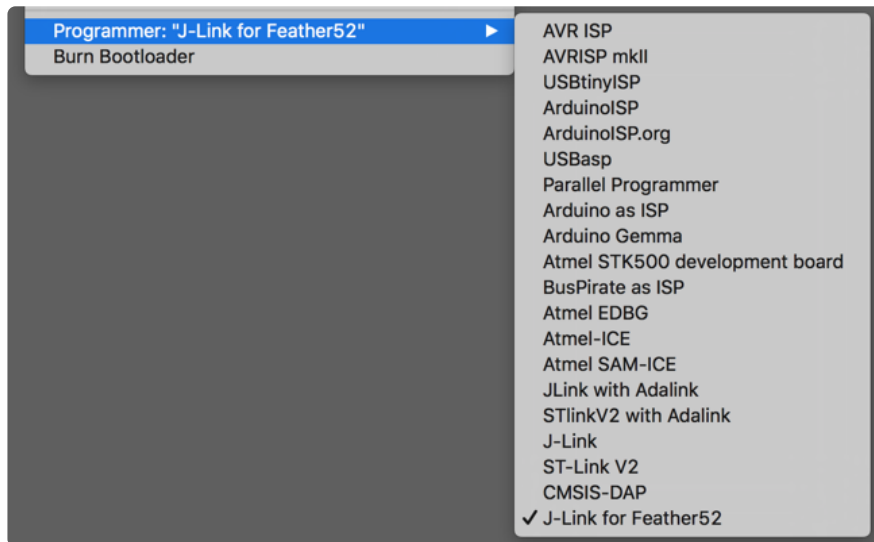 Programmer: "J-Link for Feather52"
Burn Bootloader
AVR ISP
AVRISP mkII
USBtinyISP
ArduinoISP
ArduinoISP.org
USBasp
Parallel Programmer
Arduino as ISP
Arduino Gemma
Atmel STK500 development board
BusPirate as ISP
Atmel EDBG
Atmel-ICE
Atmel SAM-ICE
JLink with Adalink
STlinkV2 with Adalink
J-Link
ST-Link V2
CMSIS-DAP
✓ J-Link for Feather52